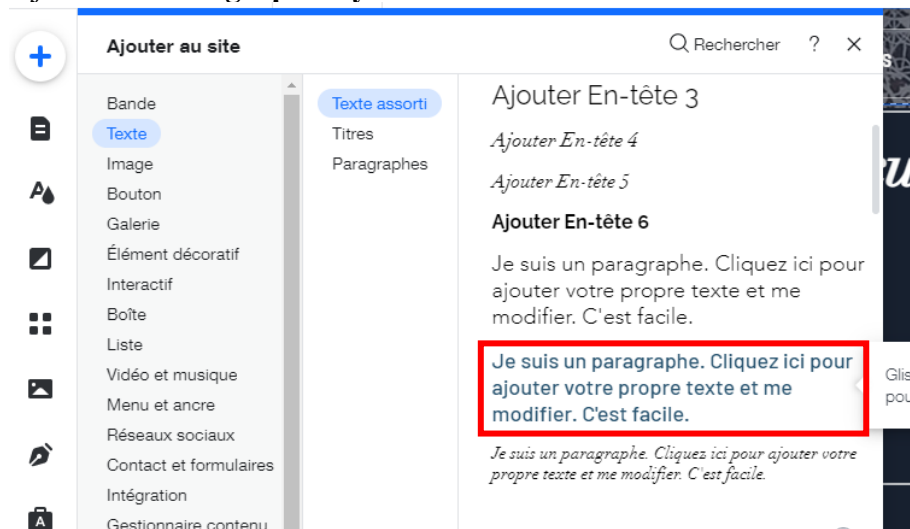 Ajouter au site
Rechercher ? ×
Bande
Texte
Image
Bouton
Galerie
Élément décoratif
Interactif
Boîte
Liste
Vidéo et musique
Menu et ancre
Réseaux sociaux
Contact et formulaires
Intégration
Gestionnaire contenu
Texte assorti
Titres
Paragraphes
Ajouter En-tête 3
Ajouter En-tête 4
Ajouter En-tête 5
Ajouter En-tête 6
Je suis un paragraphe. Cliquez ici pour
ajouter votre propre texte et me
modifier. C'est facile.
Je suis un paragraphe. Cliquez ici pour
ajouter votre propre texte et me
modifier. C'est facile.
Je suis un paragraphe. Cliquez ici pour ajouter votre
propre texte et me modifier. C'est facile.
Glis
pou